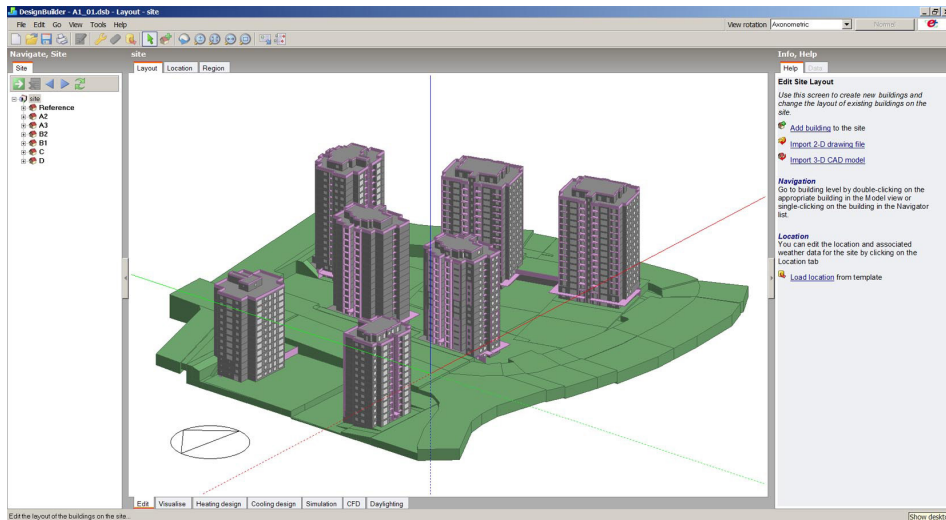 DesignBuilder - A1_01.dsb - Layout - site
File Edit Go View Tools Help
View rotation Axonometric Normal
Navigate, Site
site
Info, Help
Site
Layout Location Region
Help Data
site
Reference
A2
A3
B2
B1
C
D
Edit Site Layout
Use this screen to create new buildings and
change the layout of existing buildings on the
site.
Add building to the site
Import 2-D drawing file
Import 3-D CAD model
Navigation
Go to building level by double-clicking on the
appropriate building in the Model view or
single-clicking on the building in the Navigator
list.
Location
You can edit the location and associated
weather data for the site by clicking on the
Location tab
Load location from template
Edit Visualise Heating design Cooling design Simulation CFD Daylighting
Edit the layout of the buildings on the site...
Show deskt